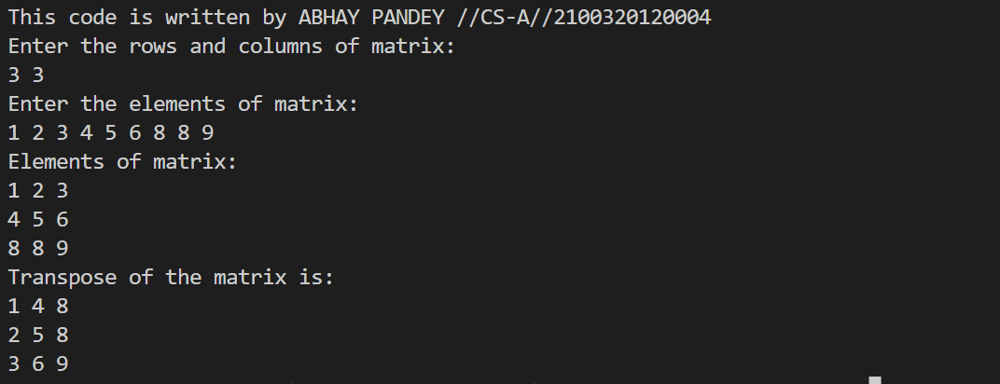 This code is written by ABHAY PANDEY //CS-A//2100320120004
Enter the rows and columns of matrix:
3 3
Enter the elements of matrix:
1 2 3 4 5 6 8 8 9
Elements of matrix:
1 2 3
4 5 6
8 8 9
Transpose of the matrix is:
1 4 8
2 5 8
3 6 9